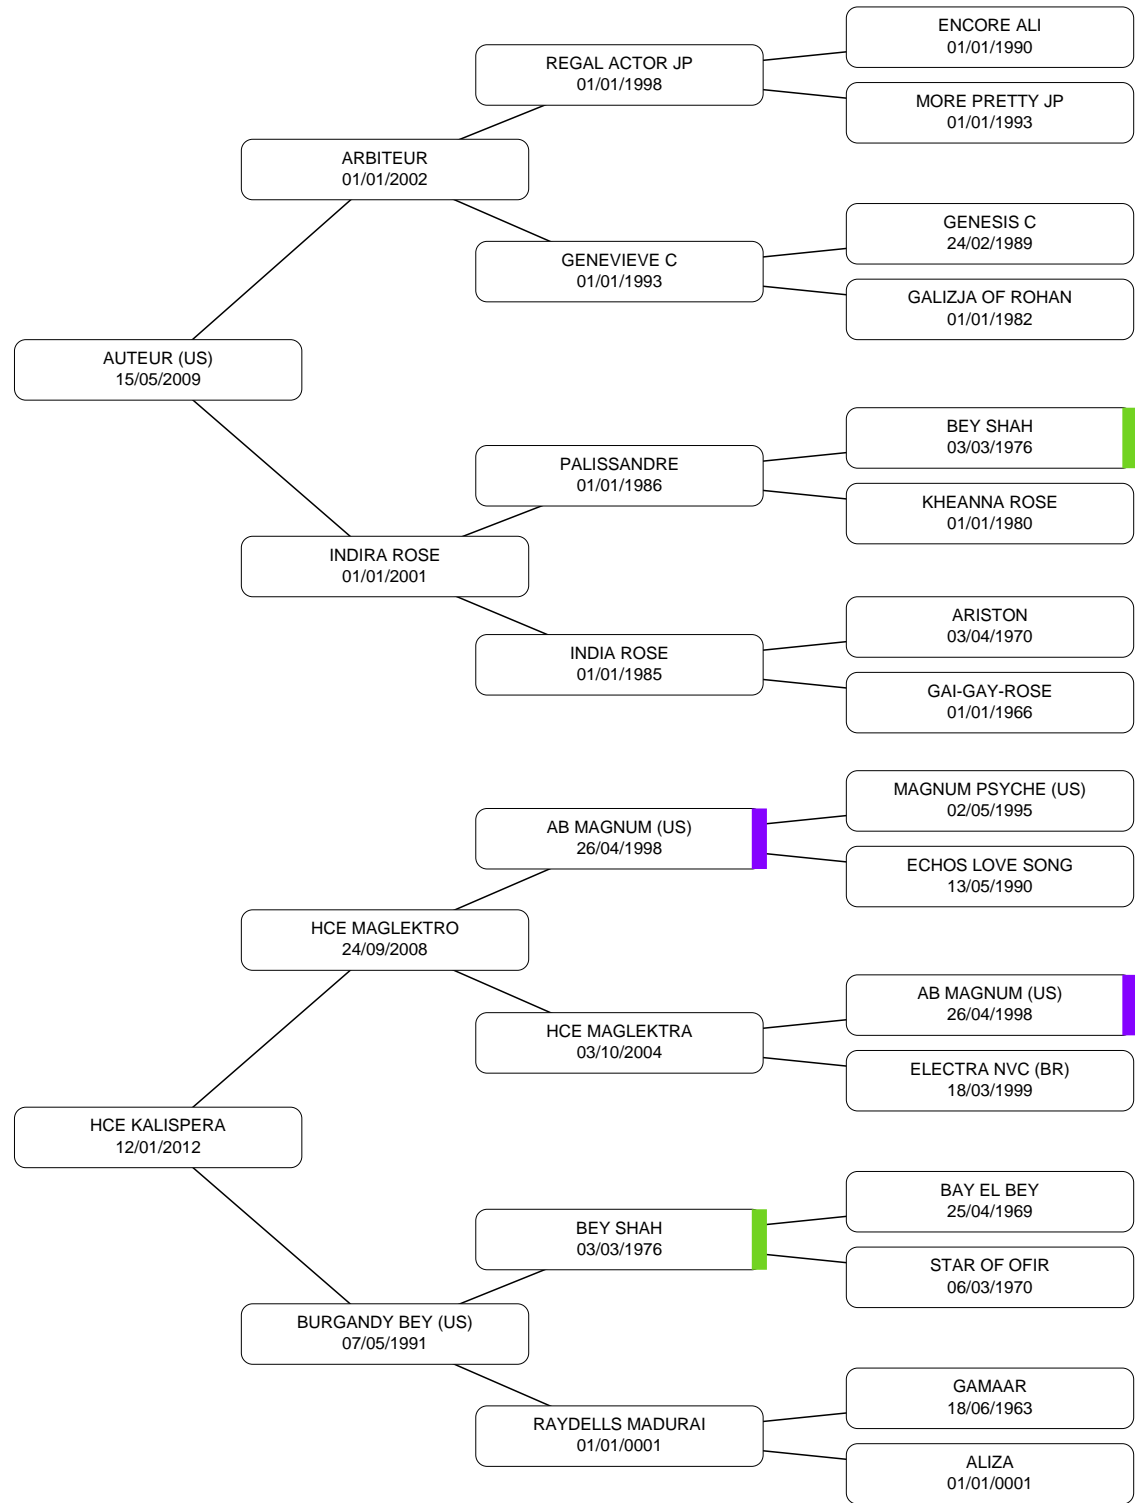 ENCORE ALI
01/01/1990
REGAL ACTOR JP
01/01/1998
MORE PRETTY JP
01/01/1993
ARBITEUR
01/01/2002
GENESIS C
24/02/1989
GENEVIEVE C
01/01/1993
GALIZJA OF ROHAN
01/01/1982
AUTEUR (US)
15/05/2009
BEY SHAH
03/03/1976
PALISSANDRE
01/01/1986
KHEANNA ROSE
01/01/1980
INDIRA ROSE
01/01/2001
ARISTON
03/04/1970
INDIA ROSE
01/01/1985
GAI-GAY-ROSE
01/01/1966
MAGNUM PSYCHE (US)
02/05/1995
AB MAGNUM (US)
26/04/1998
ECHOS LOVE SONG
13/05/1990
HCE MAGLEKTRO
24/09/2008
AB MAGNUM (US)
26/04/1998
HCE MAGLEKTRA
03/10/2004
ELECTRA NVC (BR)
18/03/1999
HCE KALISPERA
12/01/2012
BAY EL BEY
25/04/1969
BEY SHAH
03/03/1976
STAR OF OFIR
06/03/1970
BURGANDY BEY (US)
07/05/1991
GAMAAR
18/06/1963
RAYDELLS MADURAI
01/01/0001
ALIZA
01/01/0001